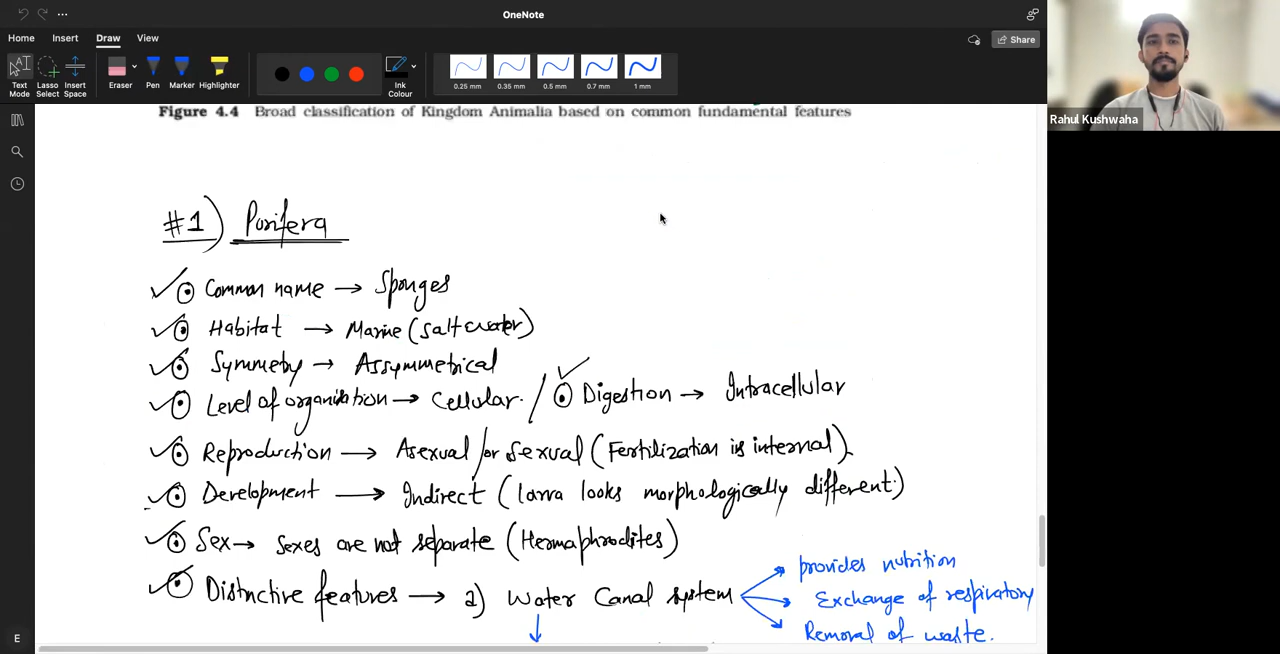 OneNote
Home Insert Draw View
Share
Text Mode
Lasso Select
Insert Space
Eraser
Pen
Marker
Highlighter
Ink Colour
0.25 mm 0.35 mm 0.5 mm 0.7 mm 1 mm
Rahul Kushwaha
Figure 4.4 Broad classification of Kingdom Animalia based on common fundamental features
#1) Porifera
Common name → Sponges
Habitat → Marine (Salt water)
Symmetry → Assymmetrical
Level of organisation → Cellular. / Digestion → Intracellular
Reproduction → Asexual / or Sexual (Fertilization is internal).
Development → Indirect (larva looks morphologically different.)
Sex → Sexes are not separate (Hermaphrodites)
Distinctive features → a) Water Canal system
provides nutrition
Exchange of respiratory
Removal of waste.
E